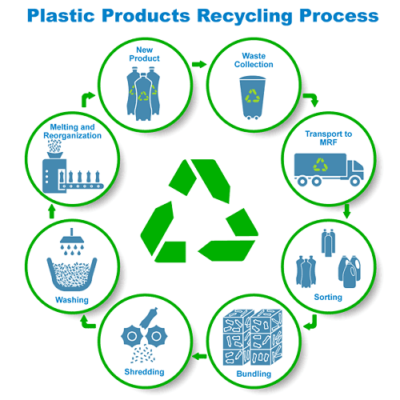 Plastic Products Recycling Process
New
Product
Waste
Collection
Transport to
MRF
Sorting
Bundling
Shredding
Washing
Melting and
Reorganization